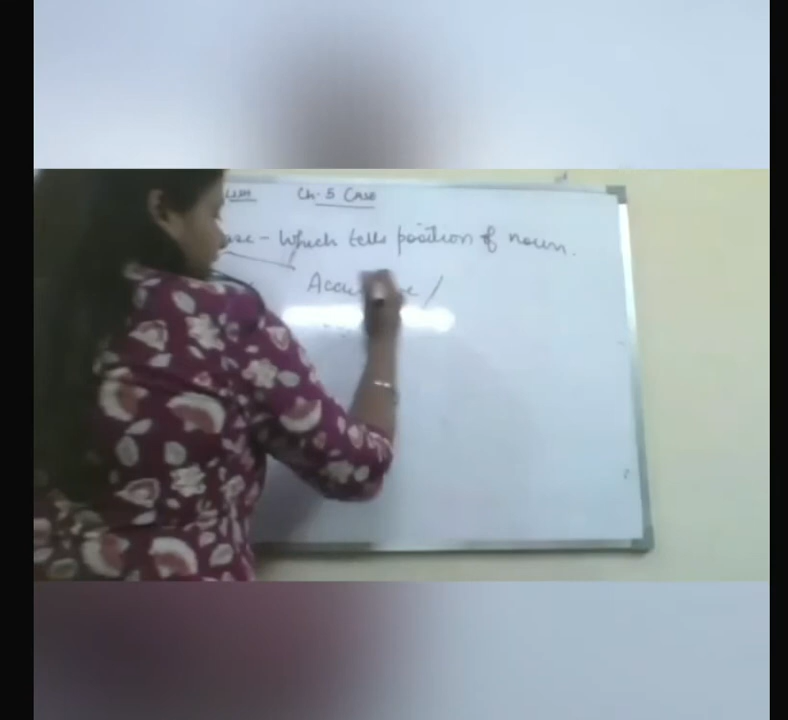 Ch-5 Case
- Which tells position of noun.
/